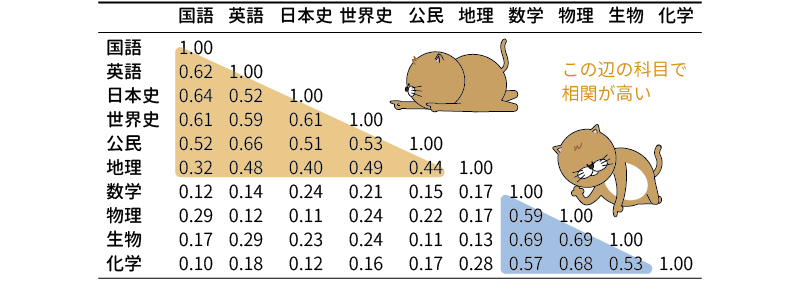 国語 英語 日本史 世界史 公民 地理 数学 物理 生物 化学
国語 1.00
英語 0.62 1.00
日本史 0.64 0.52 1.00
世界史 0.61 0.59 0.61 1.00
公民 0.52 0.66 0.51 0.53 1.00
地理 0.32 0.48 0.40 0.49 0.44 1.00
数学 0.12 0.14 0.24 0.21 0.15 0.17 1.00
物理 0.29 0.12 0.11 0.24 0.22 0.17 0.59 1.00
生物 0.17 0.29 0.23 0.24 0.11 0.13 0.69 0.69 1.00
化学 0.10 0.18 0.12 0.16 0.17 0.28 0.57 0.68 0.53 1.00
この辺の科目で
相関が高い